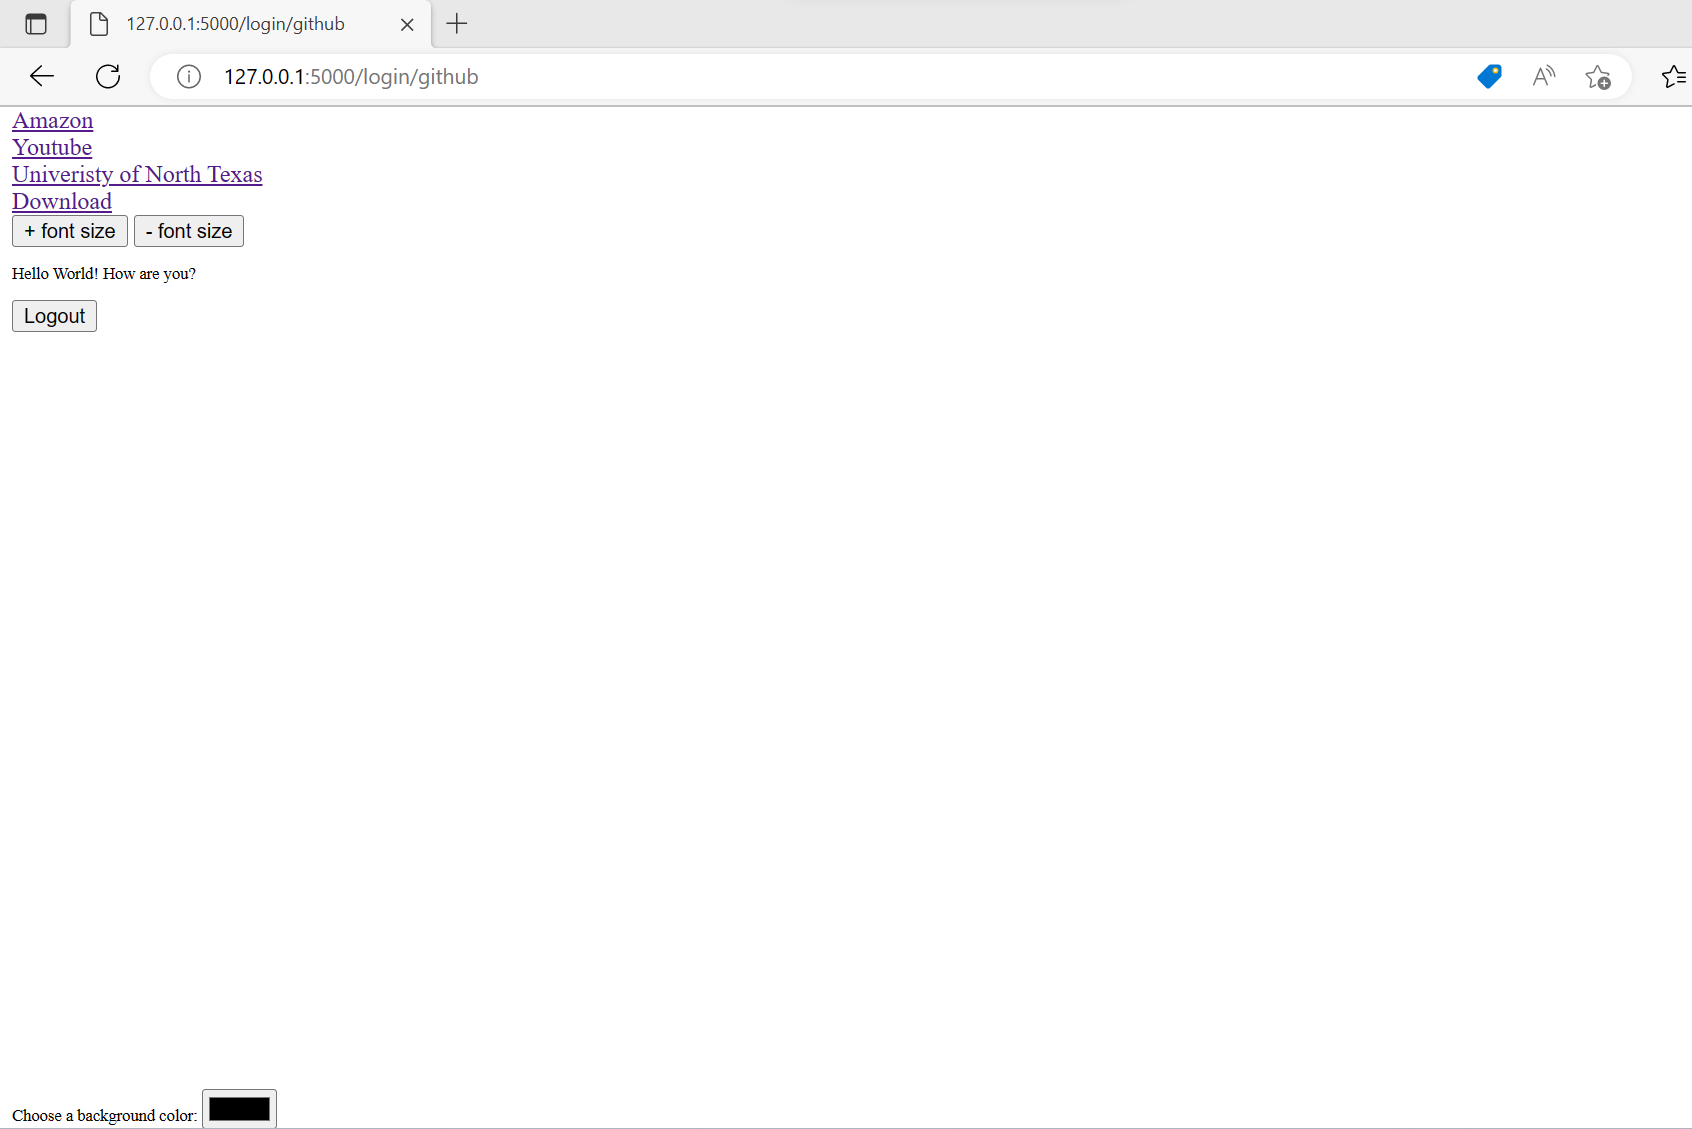 127.0.0.1:5000/login/github
127.0.0.1:5000/login/github
Amazon
Youtube
Univeristy of North Texas
Download
+ font size - font size
Hello World! How are you?
Logout
Choose a background color: